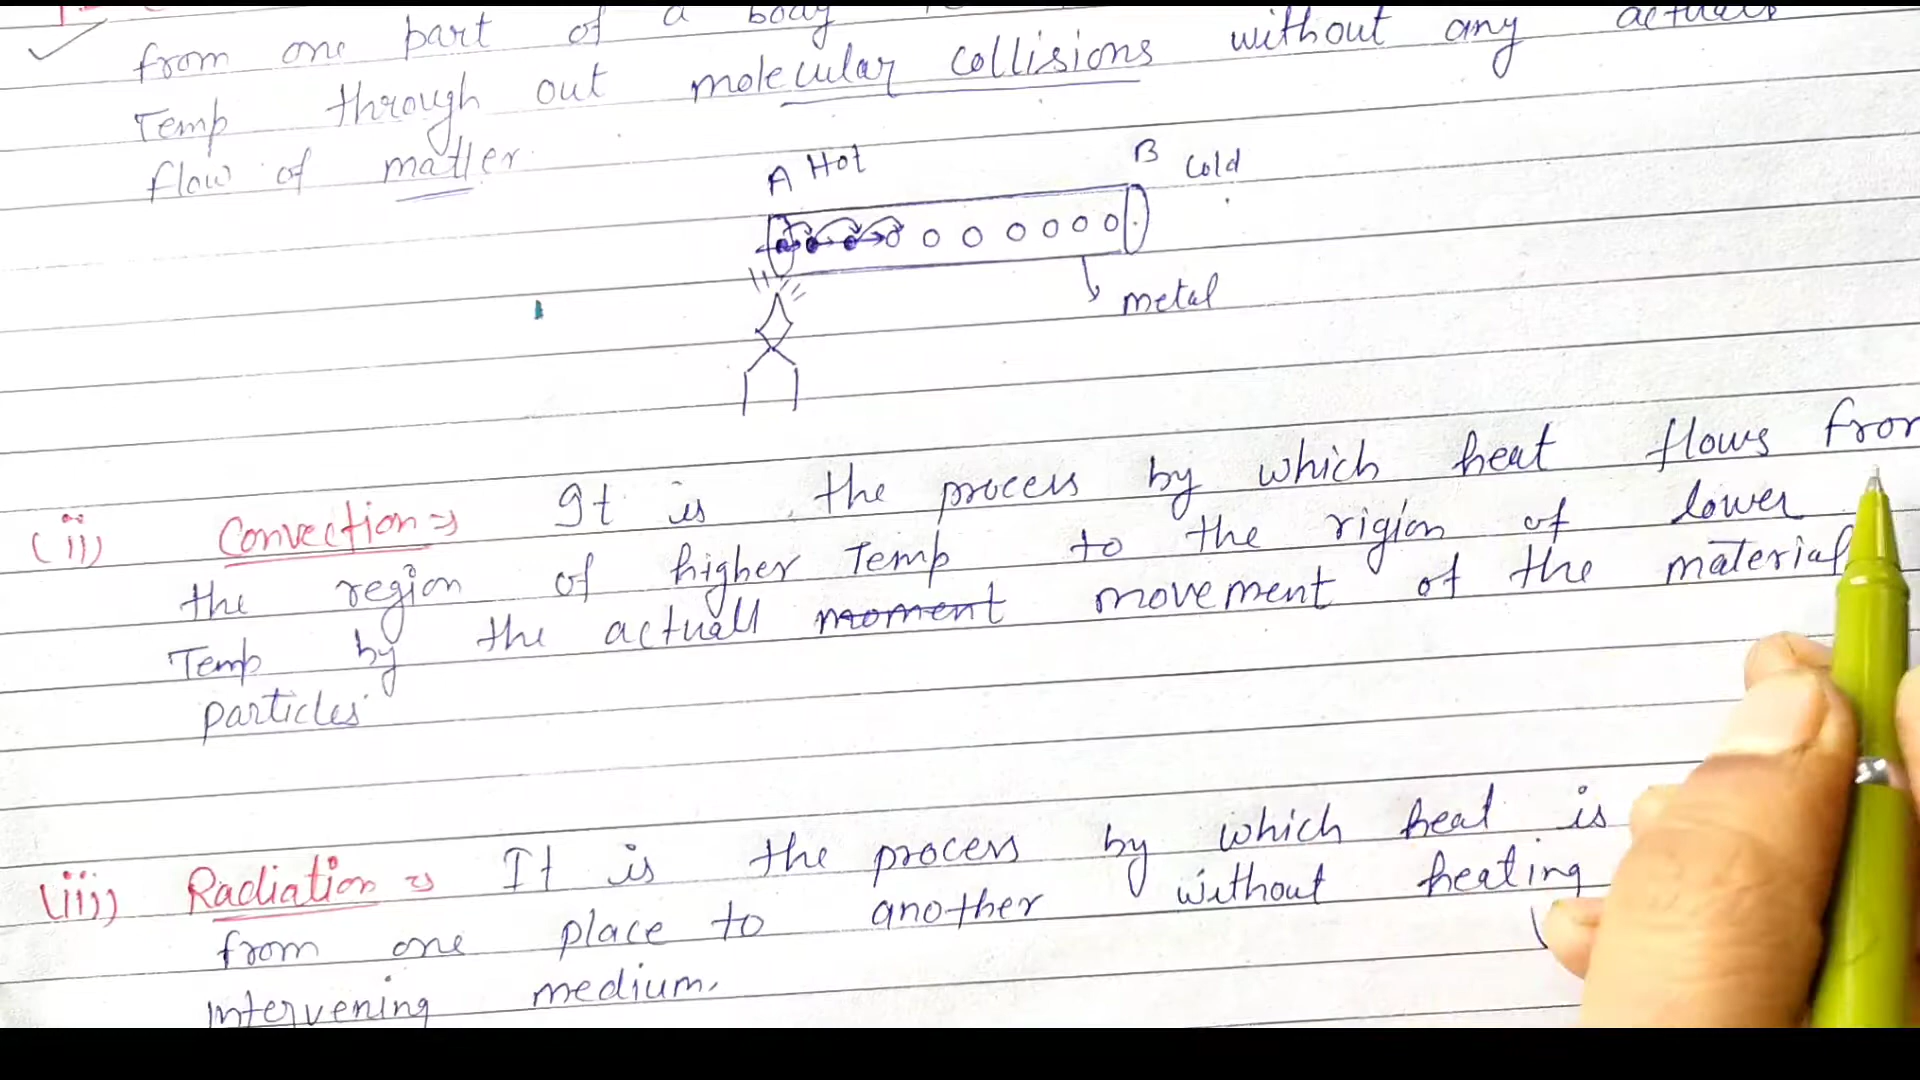 from one part of a body
Temp through out molecular collisions without any actuall
flow of matter
A Hot B Cold
metal
(ii) Convection ⇒ It is the process by which heat flows from
the region of higher Temp to the rigion of lower
Temp by the actuall moment movement of the material
particles
(iii) Radiation ⇒ It is the process by which heat is
from one place to another without heating
intervening medium.